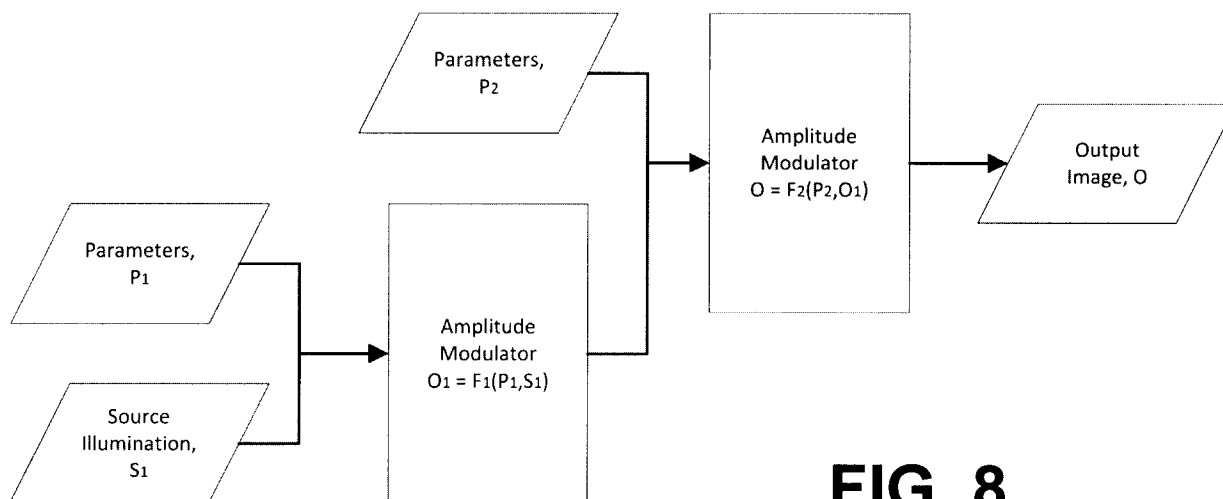 Parameters,
P2
Amplitude
Modulator
O = F2(P2,O1)
Output
Image, O
Parameters,
P1
Amplitude
Modulator
O1 = F1(P1,S1)
Source
Illumination,
S1
FIG. 8